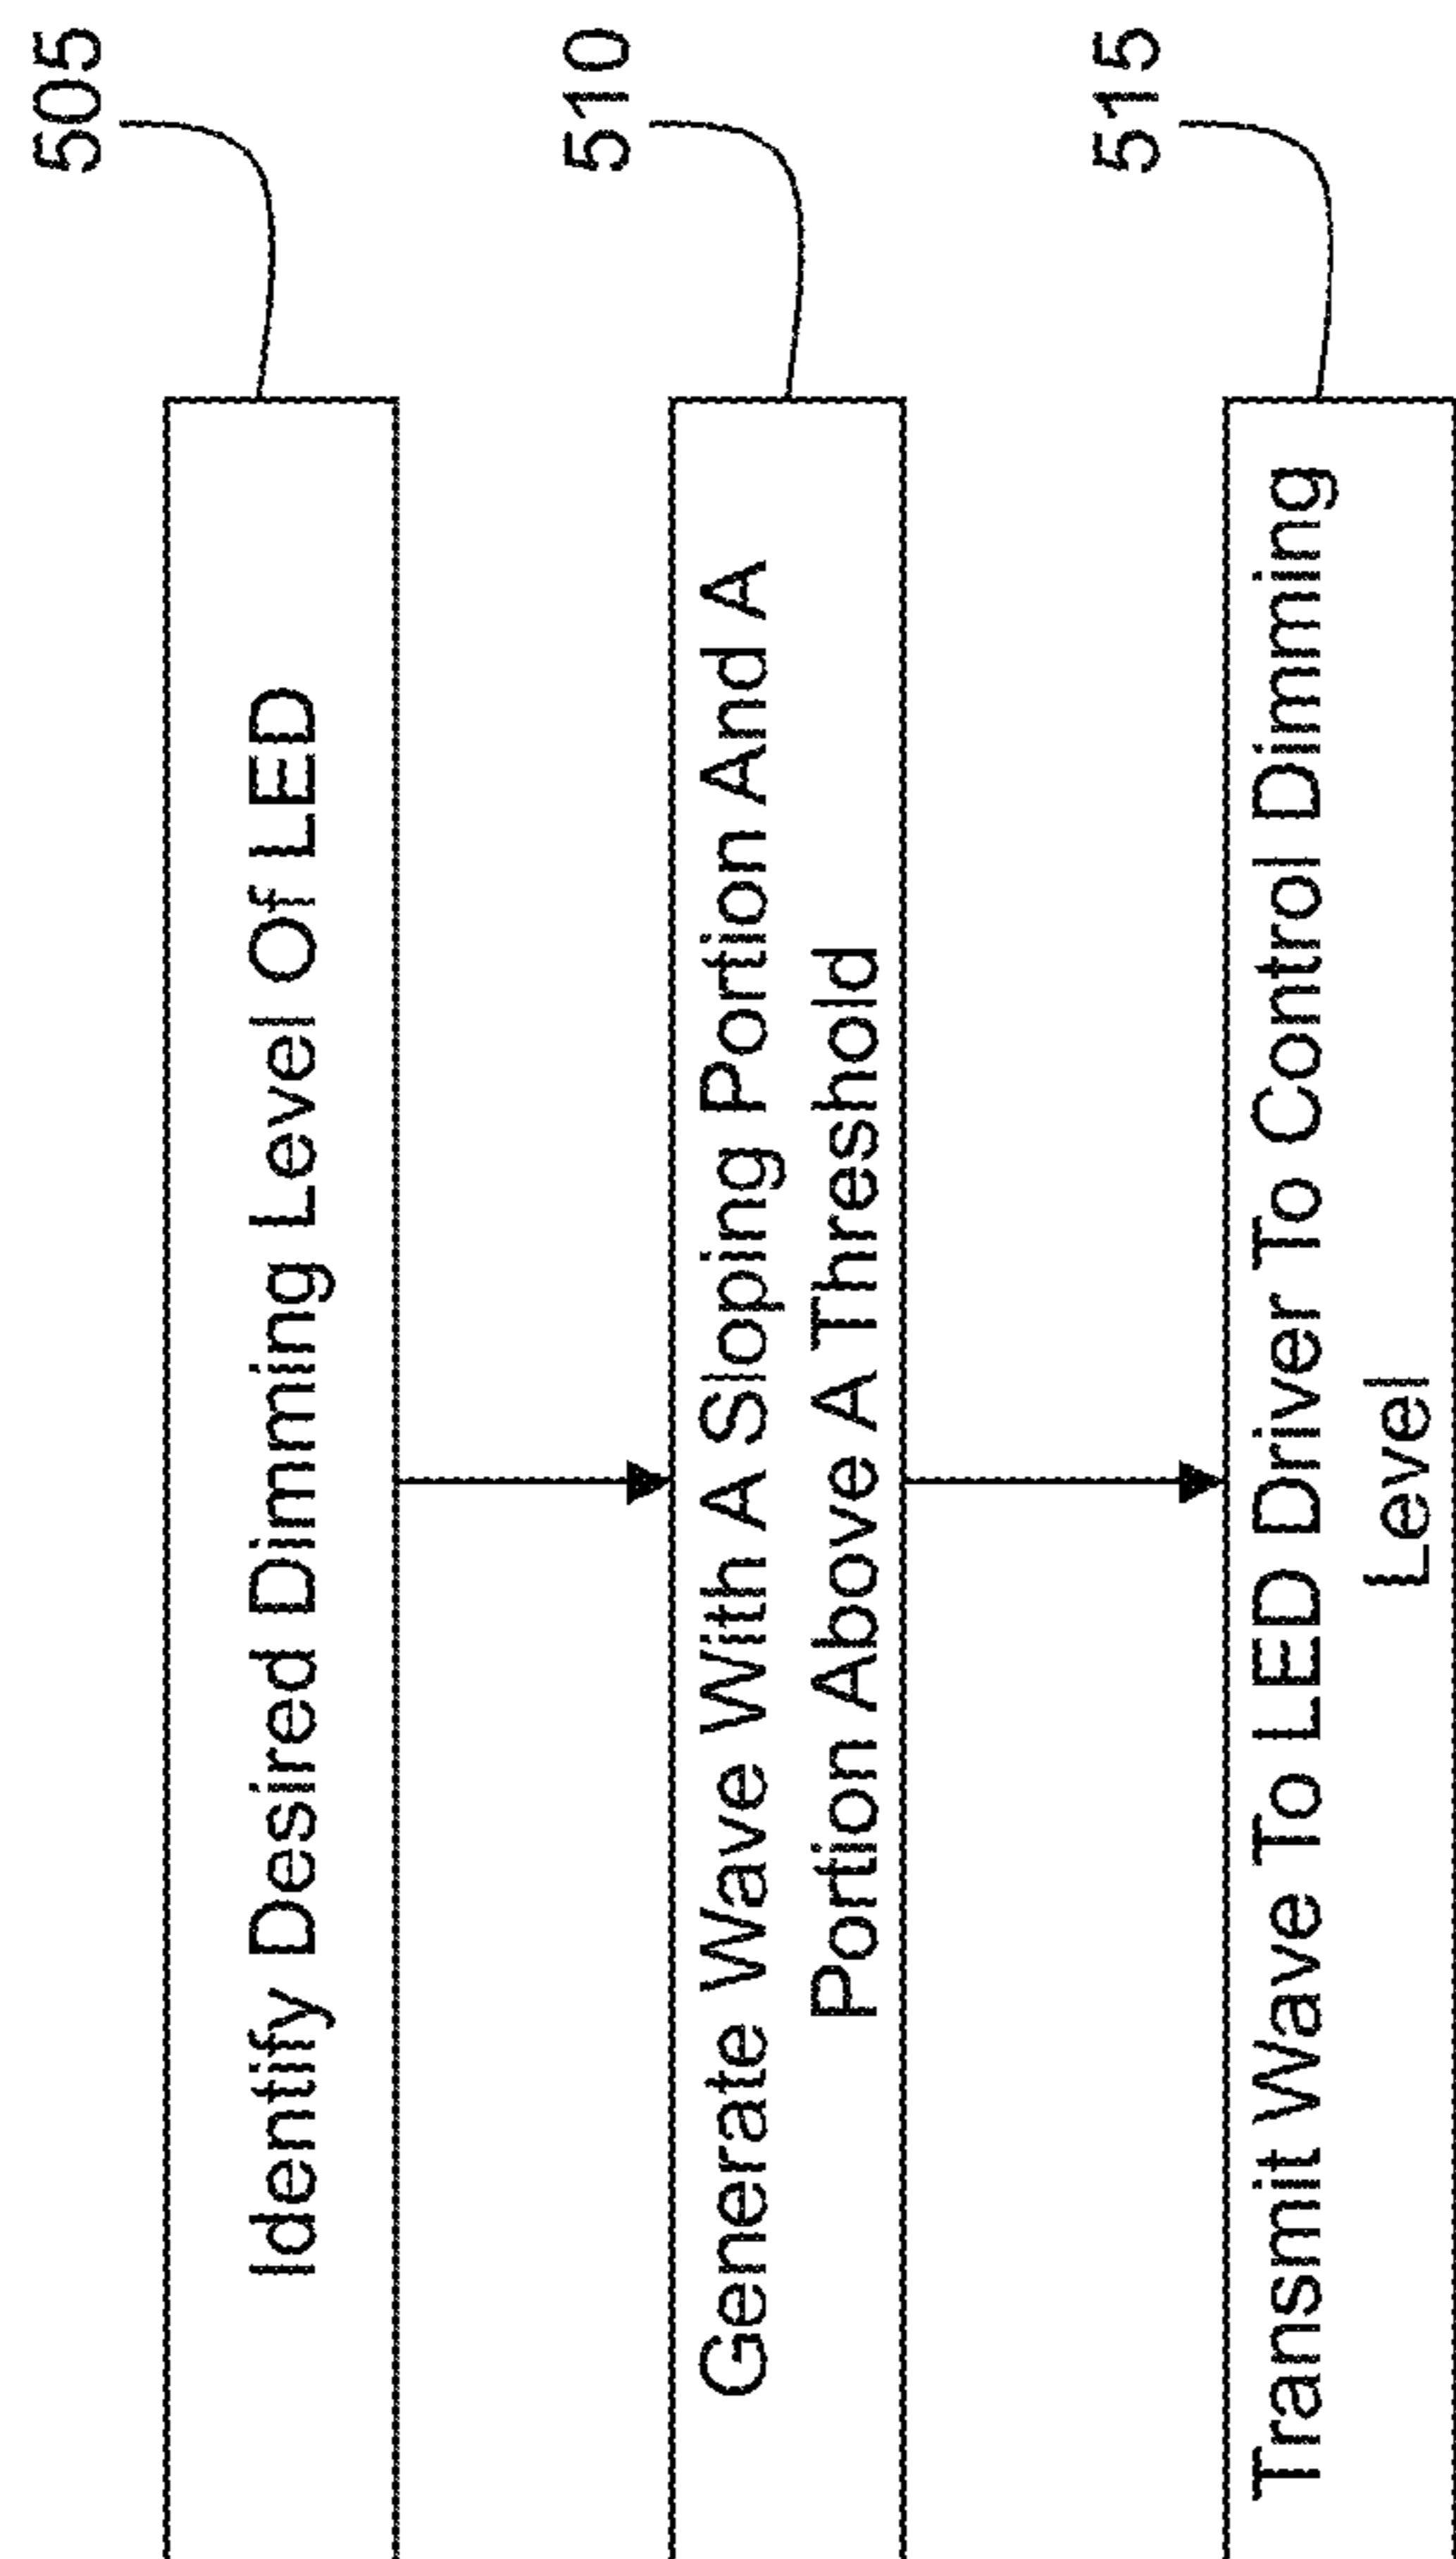 505
Identify Desired Dimming Level Of LED
510
Generate Wave With A Sloping Portion And A
Portion Above A Threshold
515
Transmit Wave To LED Driver To Control Dimming
Level